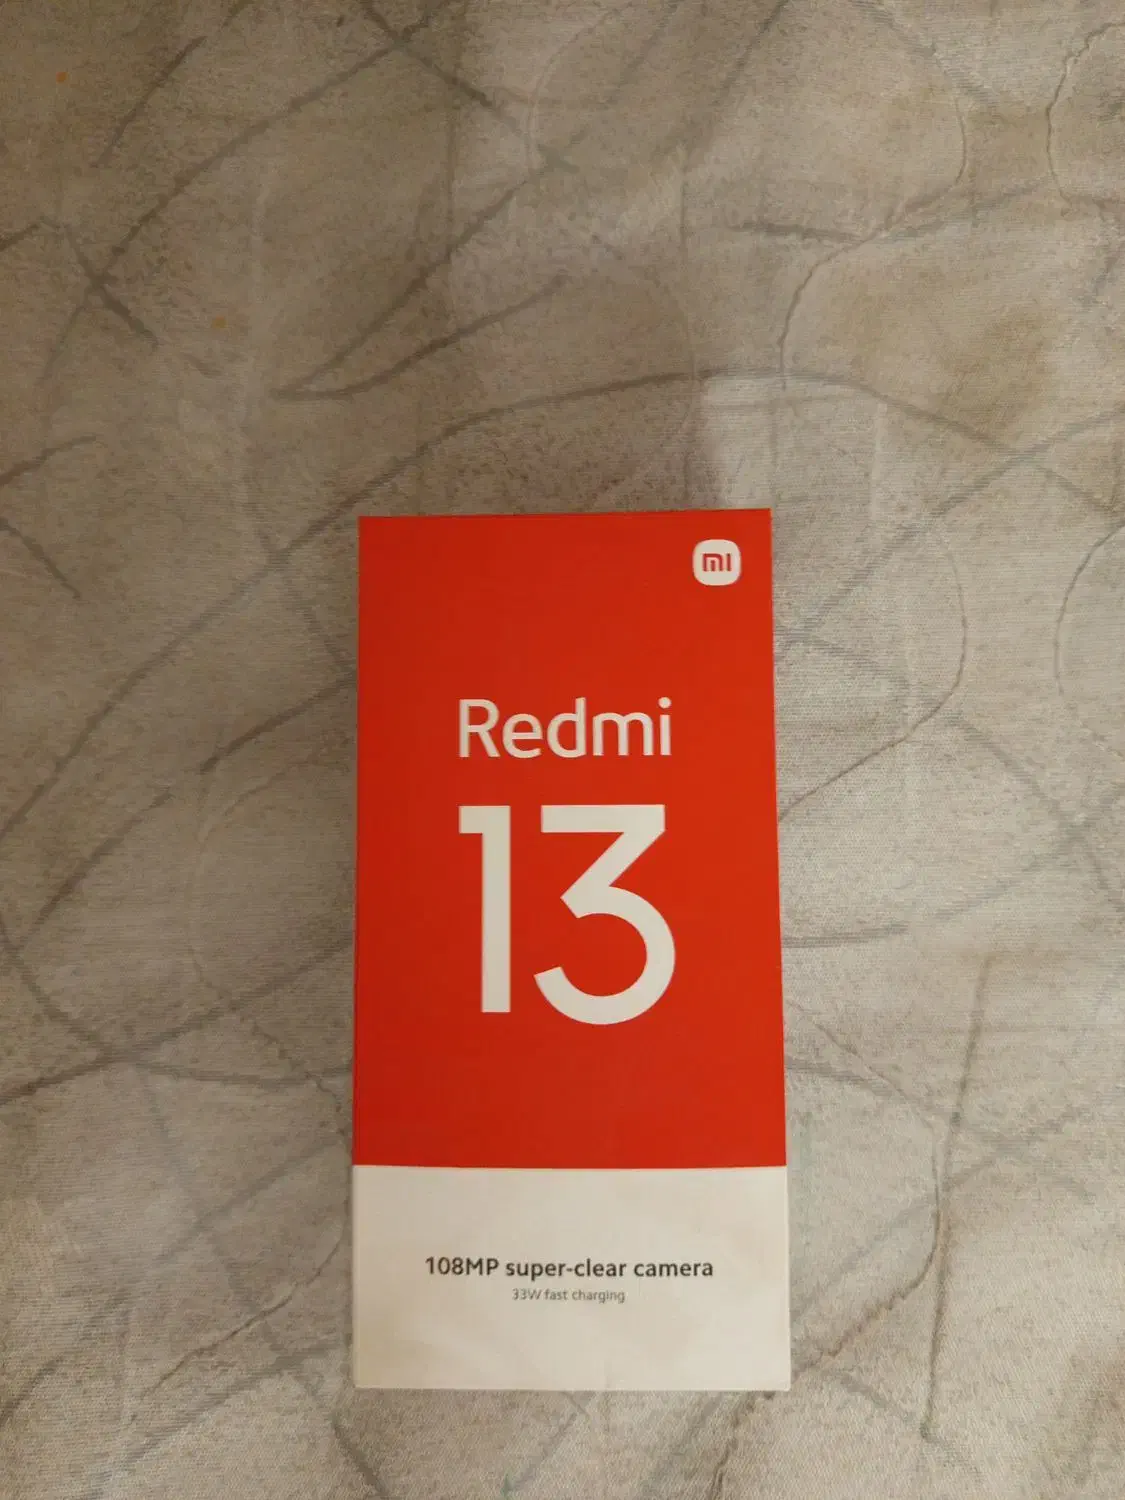 mi
Redmi
13
108MP super-clear camera
33W fast charging